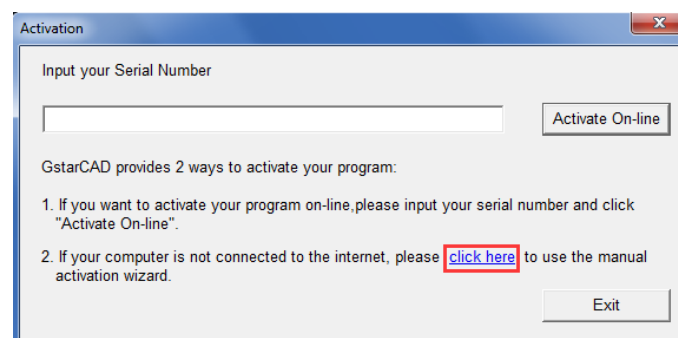 Activation
X
Input your Serial Number
Activate On-line
GstarCAD provides 2 ways to activate your program:
1. If you want to activate your program on-line,please input your serial number and click
"Activate On-line".
2. If your computer is not connected to the internet, please click here to use the manual
activation wizard.
Exit